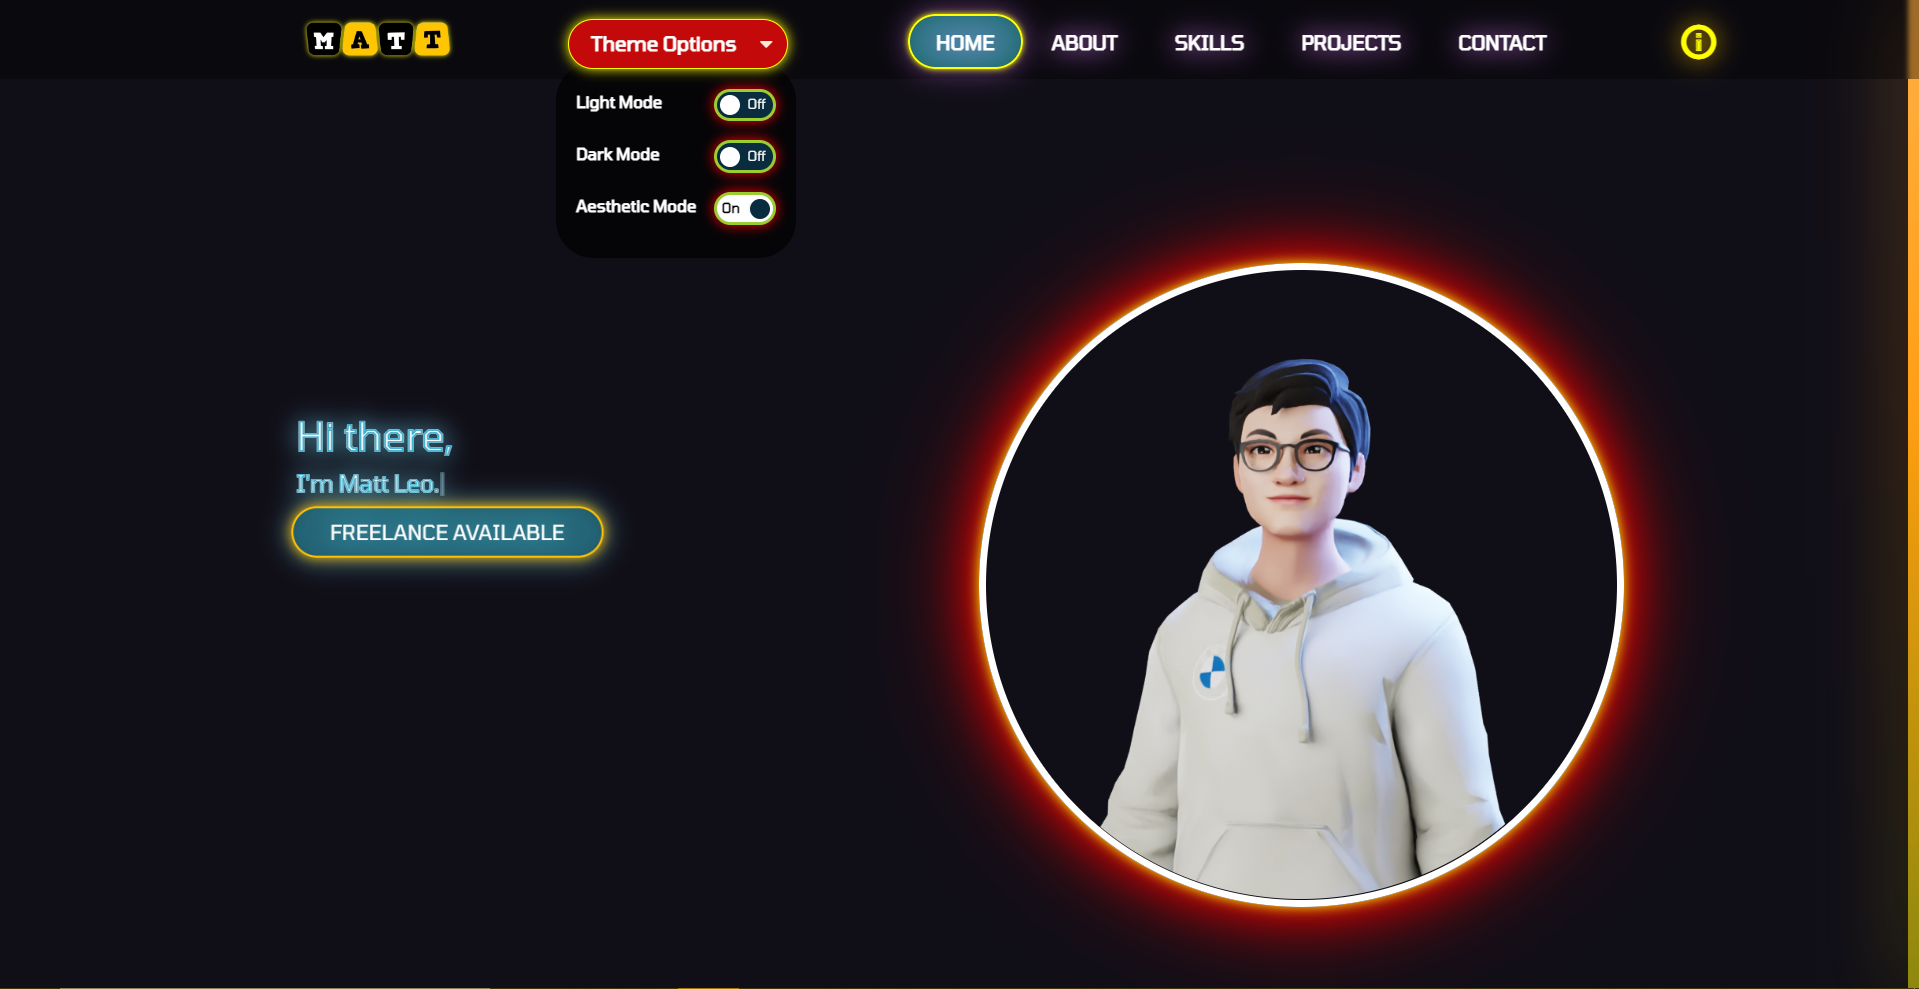 MATT
Theme Options
HOME ABOUT SKILLS PROJECTS CONTACT
i
Light Mode Off
Dark Mode Off
Aesthetic Mode On
Hi there,
I'm Matt Leo.|
FREELANCE AVAILABLE